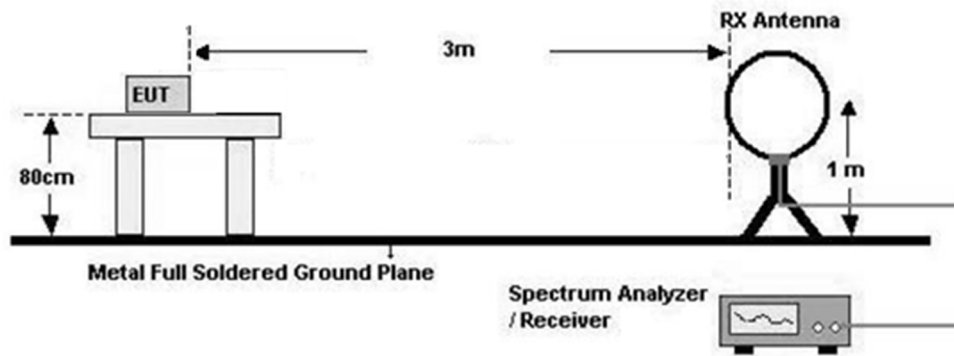 RX Antenna
3m
EUT
80cm
1 m
Metal Full Soldered Ground Plane
Spectrum Analyzer
/ Receiver